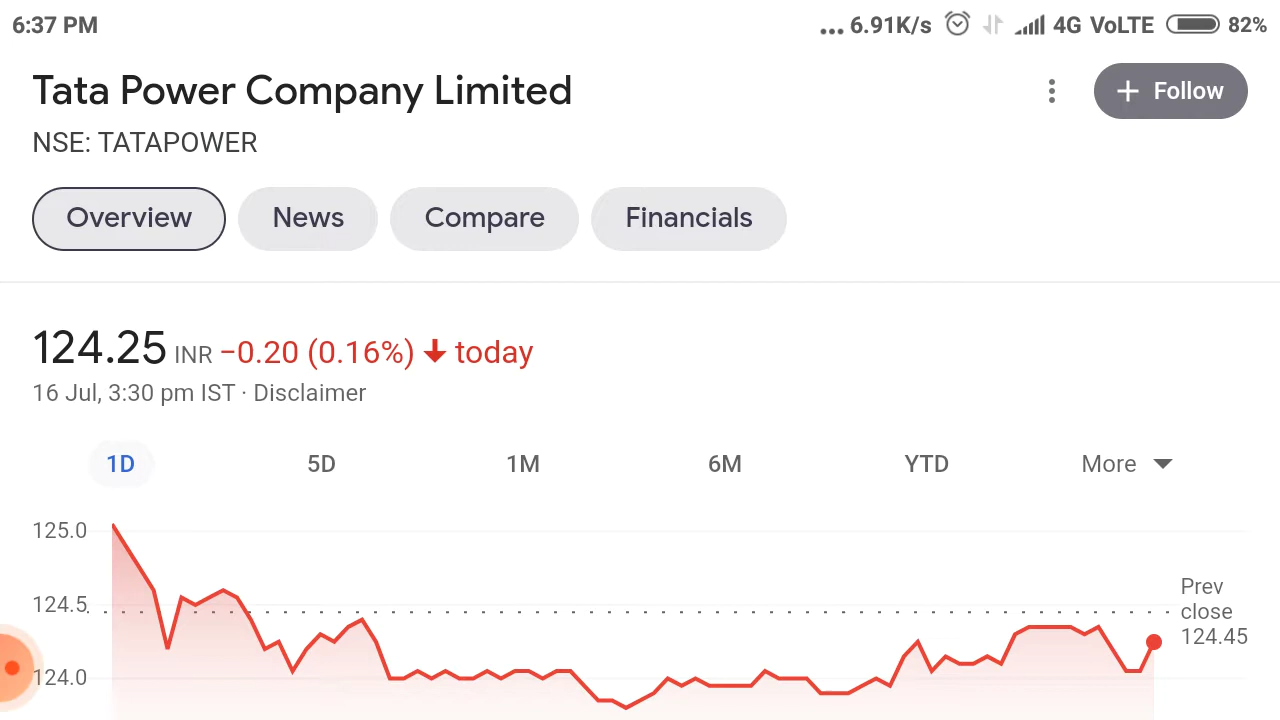 6:37 PM ... 6.91K/s 4G VoLTE 82%
Tata Power Company Limited
+ Follow
NSE: TATAPOWER
Overview News Compare Financials
124.25 INR −0.20 (0.16%) ↓ today
16 Jul, 3:30 pm IST · Disclaimer
1D 5D 1M 6M YTD More
125.0
124.5
124.0
Prev
close
124.45